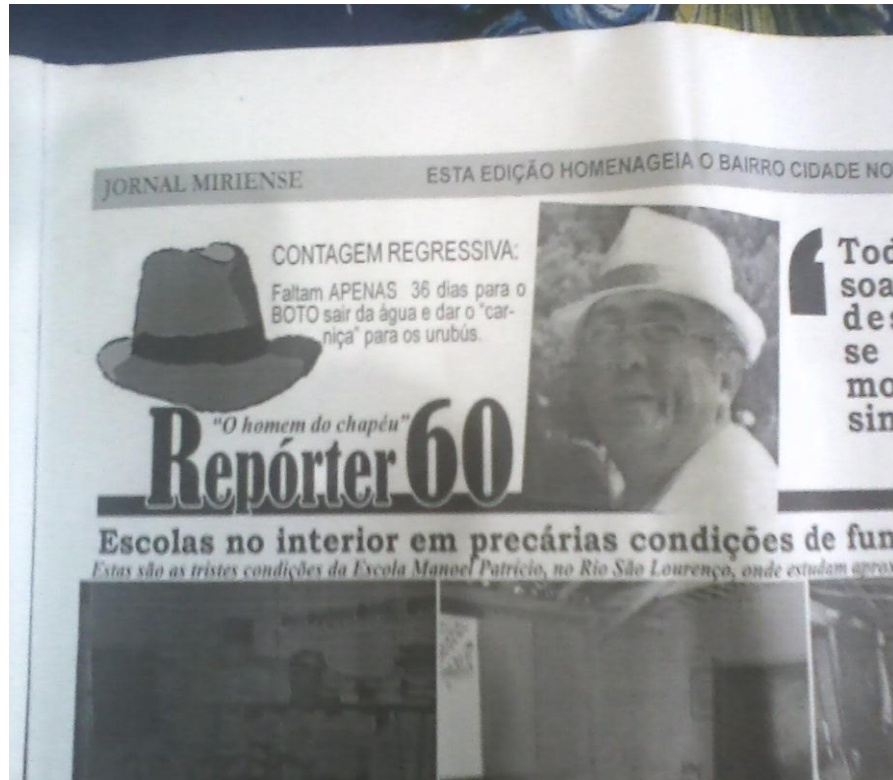 JORNAL MIRIENSE
ESTA EDIÇÃO HOMENAGEIA O BAIRRO CIDADE NO
CONTAGEM REGRESSIVA:
Faltam APENAS 36 dias para o
BOTO sair da água e dar o "car-
niça" para os urubús.
"O homem do chapéu"
Repórter 60
Tod
soa
des
se
mo
sin
Escolas no interior em precárias condições de fun
Estas são as tristes condições da Escola Manoel Patrício, no Rio São Lourenço, onde estudam aprox